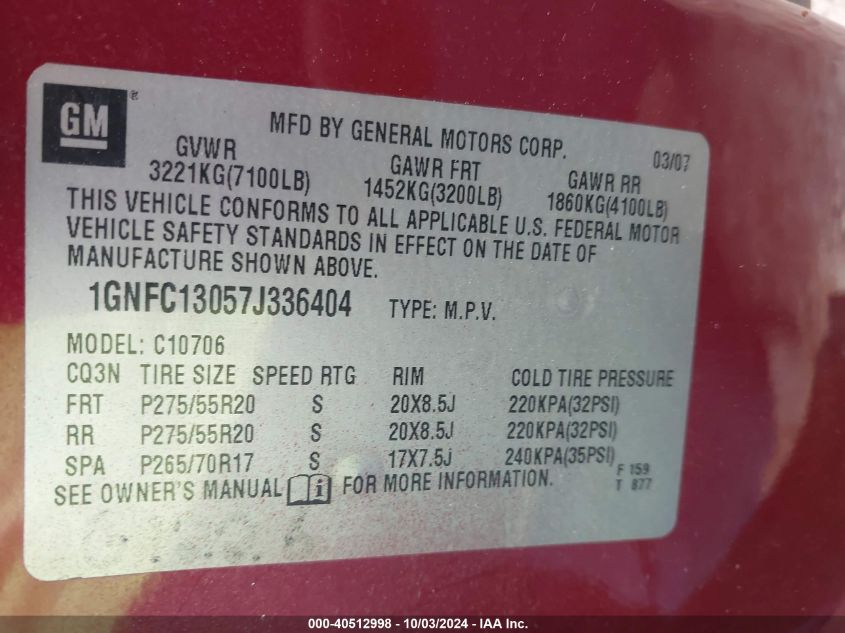 GM
MFD BY GENERAL MOTORS CORP.
03/07
GVWR
3221KG(7100LB)
GAWR FRT
1452KG(3200LB)
GAWR RR
1860KG(4100LB)
THIS VEHICLE CONFORMS TO ALL APPLICABLE U.S. FEDERAL MOTOR
VEHICLE SAFETY STANDARDS IN EFFECT ON THE DATE OF
MANUFACTURE SHOWN ABOVE.
1GNFC13057J336404 TYPE: M.P.V.
MODEL: C10706
CQ3N TIRE SIZE SPEED RTG RIM COLD TIRE PRESSURE
FRT P275/55R20 S 20X8.5J 220KPA(32PSI)
RR P275/55R20 S 20X8.5J 220KPA(32PSI)
SPA P265/70R17 S 17X7.5J 240KPA(35PSI)
SEE OWNER'S MANUAL i FOR MORE INFORMATION.
F 159
T 877
000-40512998 - 10/03/2024 - IAA Inc.